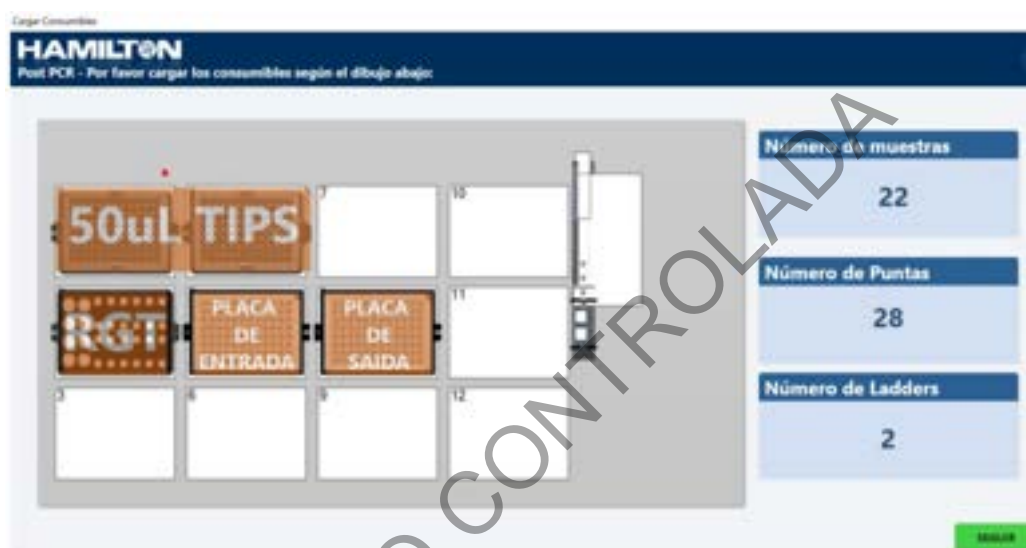 Cargar Consumibles
HAMILTON
Post PCR - Por favor cargar los consumibles según el dibujo abajo:
50uL TIPS
7
10
RGT
PLACA
DE
ENTRADA
PLACA
DE
SAIDA
11
3
6
9
12
Número de muestras
22
Número de Puntas
28
Número de Ladders
2
SEGUIR
O CONTROLADA